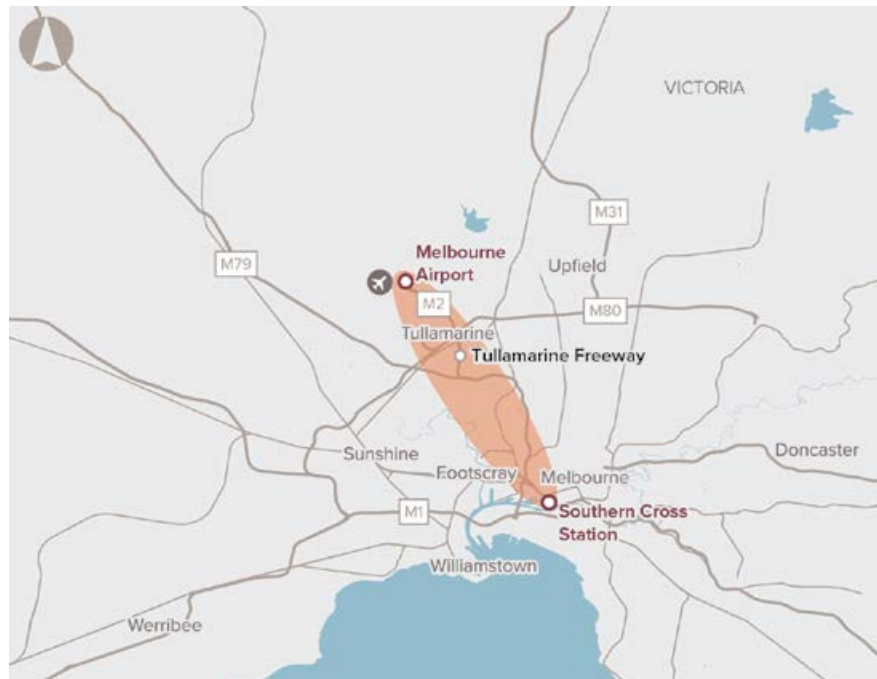 VICTORIA
M31
Melbourne
Airport
M79
Upfield
M2
M80
Tullamarine
Tullamarine Freeway
Doncaster
Sunshine
Footscray
Melbourne
M1
Southern Cross
Station
Williamstown
Werribee